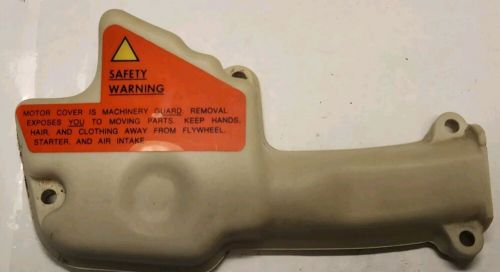 SAFETY
WARNING
MOTOR COVER IS MACHINERY GUARD. REMOVAL
EXPOSES YOU TO MOVING PARTS. KEEP HANDS,
HAIR, AND CLOTHING AWAY FROM FLYWHEEL,
STARTER, AND AIR INTAKE